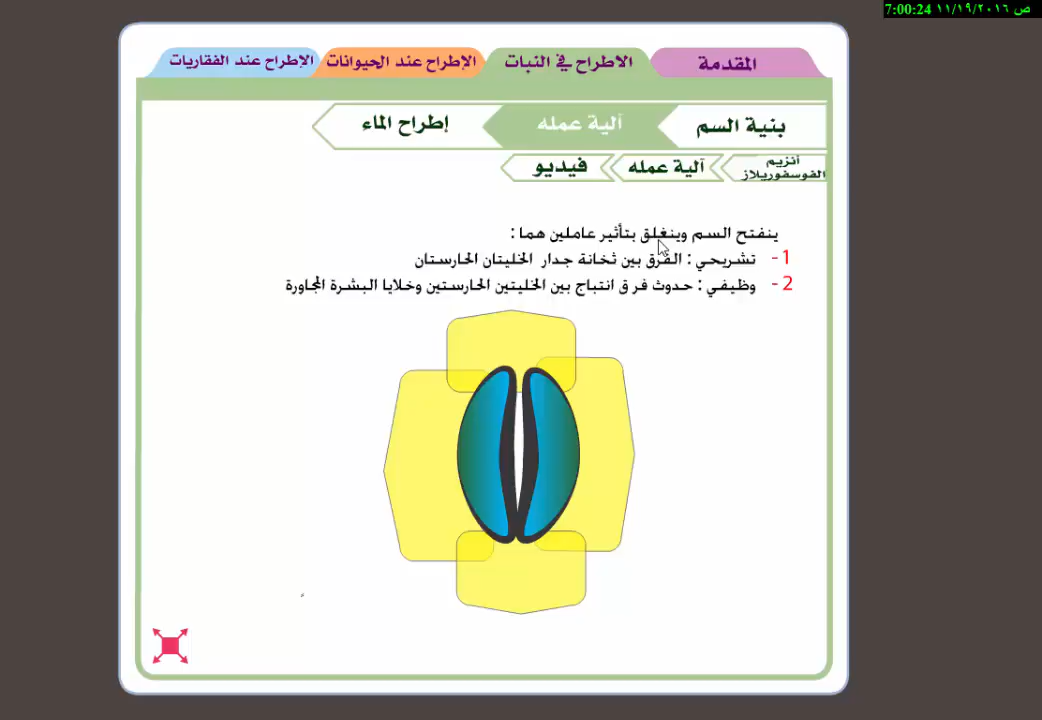 ص ١١/١٩/٢٠١٦ 7:00:24
المقدمة
الاطراح في النبات
الإطراح عند الحيوانات
الإطراح عند الفقاريات
بنية السم
آلية عمله
إطراح الماء
أنزيم
الفوسفوريلاز
آلية عمله
فيديو
ينفتح السم وينغلق بتأثير عاملين هما :
1- تشريحي : الفرق بين ثخانة جدار الخليتان الحارستان
2- وظيفي : حدوث فرق انتباج بين الخليتين الحارستين وخلايا البشرة المجاورة